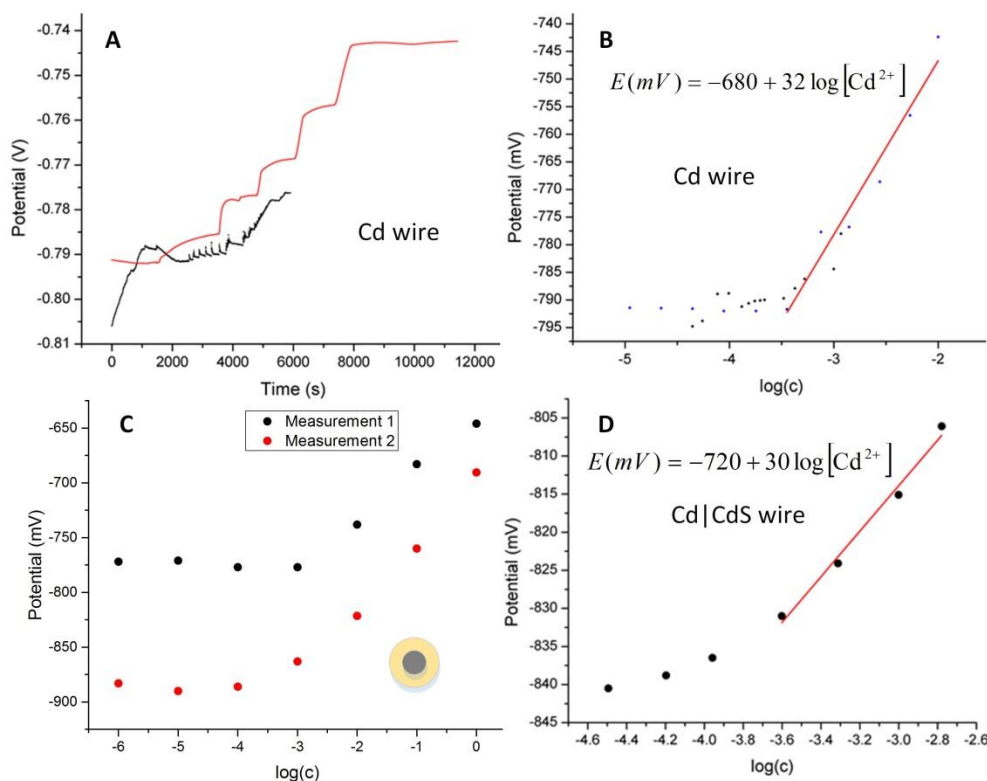 A
Potential (V)
-0.74
-0.75
-0.76
-0.77
-0.78
-0.79
-0.80
-0.81
Cd wire
0 2000 4000 6000 8000 10000 12000
Time (s)
B
E(mV) = −680 + 32 log[Cd²⁺]
Potential (mV)
-740
-745
-750
-755
-760
-765
-770
-775
-780
-785
-790
-795
Cd wire
-5 -4 -3 -2
log(c)
C
Measurement 1
Measurement 2
Potential (mV)
-650
-700
-750
-800
-850
-900
-6 -5 -4 -3 -2 -1 0
log(c)
D
E(mV) = −720 + 30 log[Cd²⁺]
Cd|CdS wire
Potential (mV)
-805
-810
-815
-820
-825
-830
-835
-840
-845
-4.6 -4.4 -4.2 -4.0 -3.8 -3.6 -3.4 -3.2 -3.0 -2.8 -2.6
log(c)